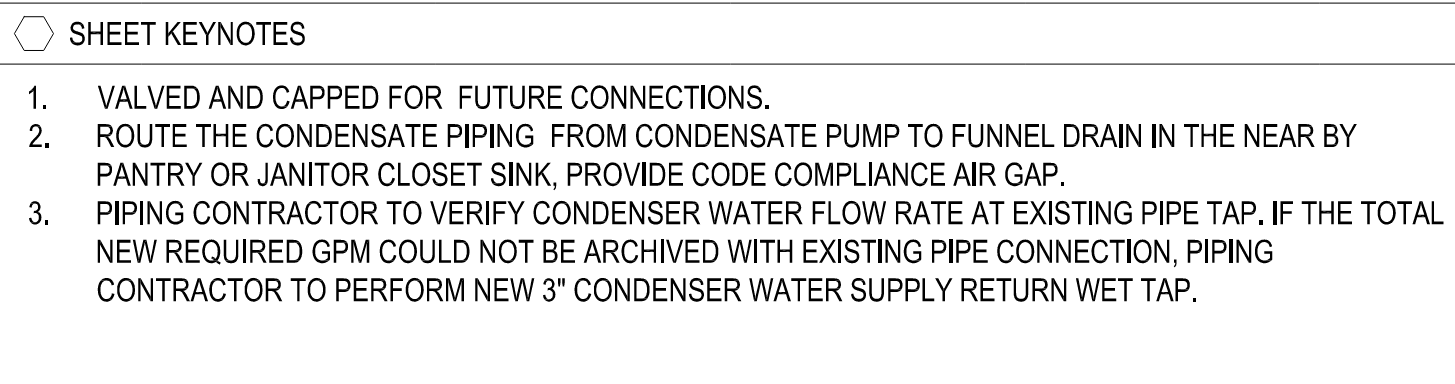 SHEET KEYNOTES
1. VALVED AND CAPPED FOR FUTURE CONNECTIONS.
2. ROUTE THE CONDENSATE PIPING FROM CONDENSATE PUMP TO FUNNEL DRAIN IN THE NEAR BY
PANTRY OR JANITOR CLOSET SINK, PROVIDE CODE COMPLIANCE AIR GAP.
3. PIPING CONTRACTOR TO VERIFY CONDENSER WATER FLOW RATE AT EXISTING PIPE TAP. IF THE TOTAL
NEW REQUIRED GPM COULD NOT BE ARCHIVED WITH EXISTING PIPE CONNECTION, PIPING
CONTRACTOR TO PERFORM NEW 3" CONDENSER WATER SUPPLY RETURN WET TAP.